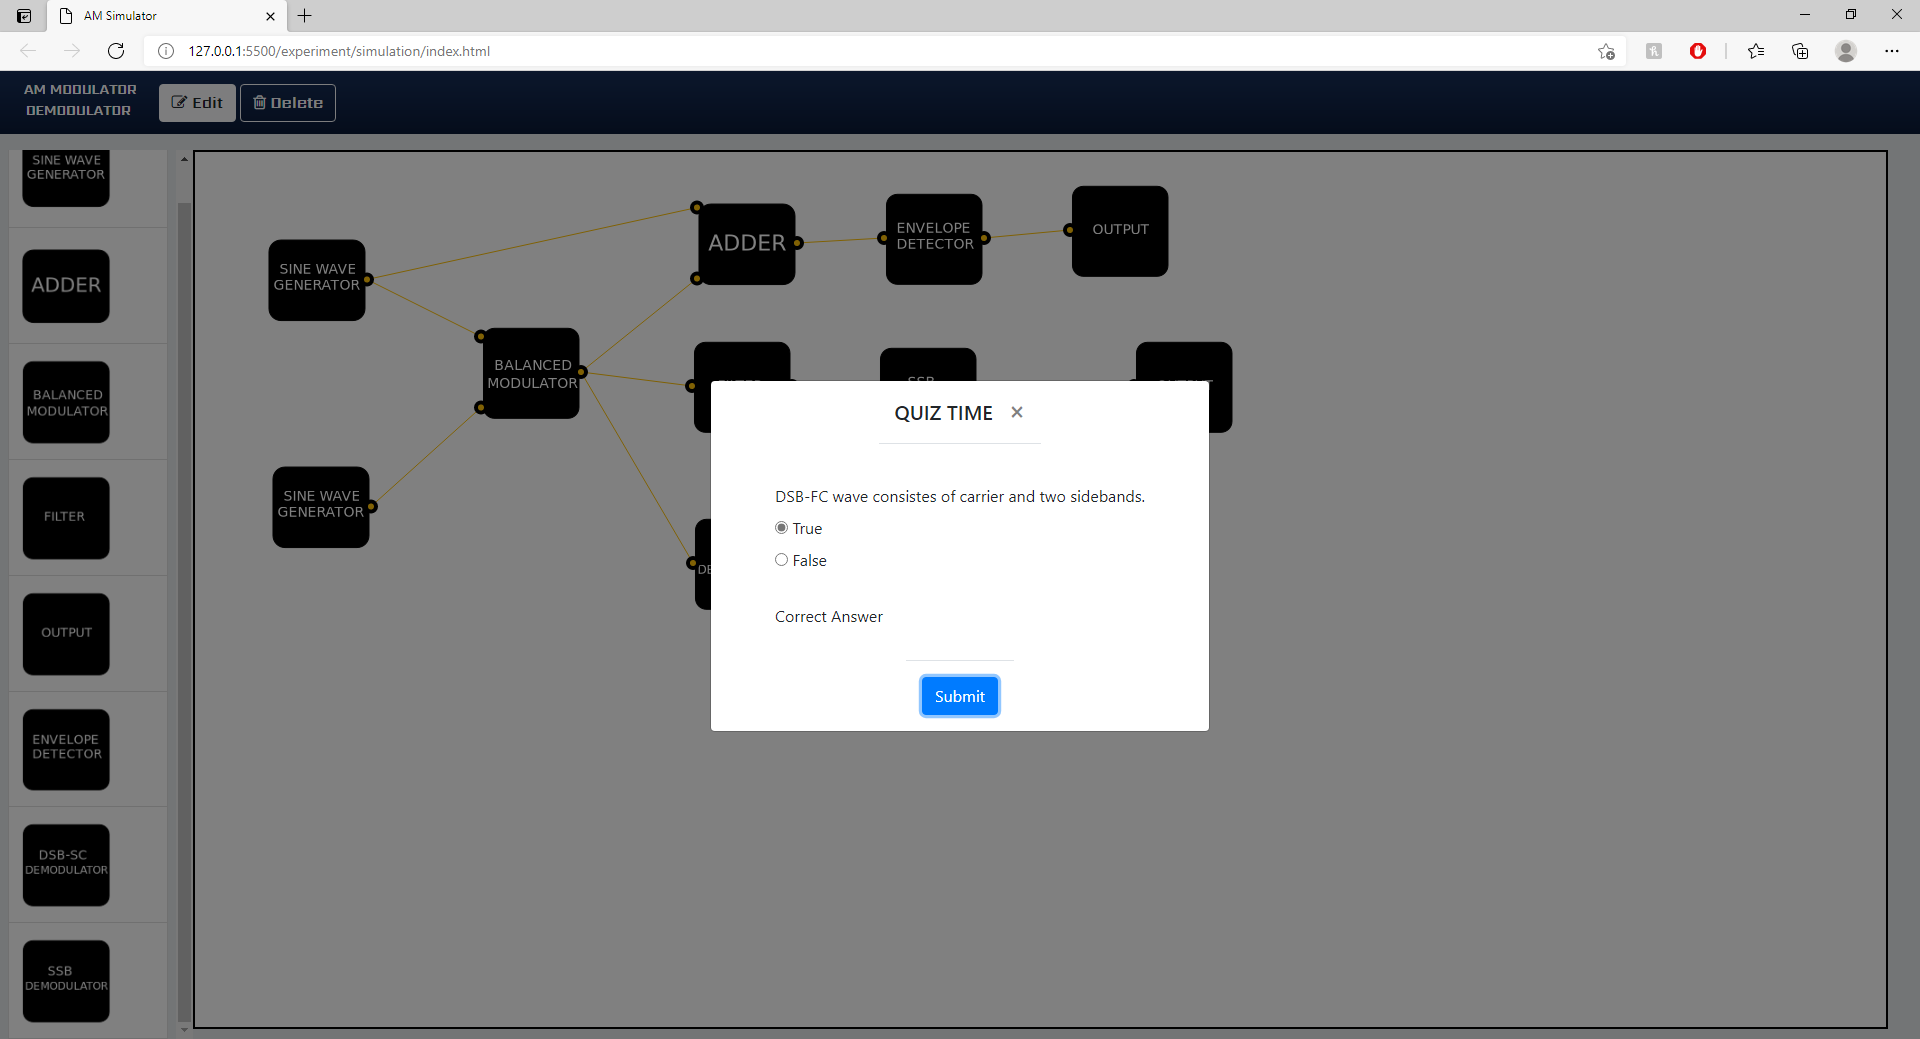 AM Simulator
127.0.0.1:5500/experiment/simulation/index.html
AM MODULATOR
DEMODULATOR
Edit
Delete
SINE WAVE
GENERATOR
ADDER
BALANCED
MODULATOR
FILTER
OUTPUT
ENVELOPE
DETECTOR
DSB-SC
DEMODULATOR
SSB
DEMODULATOR
SINE WAVE
GENERATOR
SINE WAVE
GENERATOR
BALANCED
MODULATOR
ADDER
ENVELOPE
DETECTOR
OUTPUT
QUIZ TIME ×
DSB-FC wave consistes of carrier and two sidebands.
True
False
Correct Answer
Submit